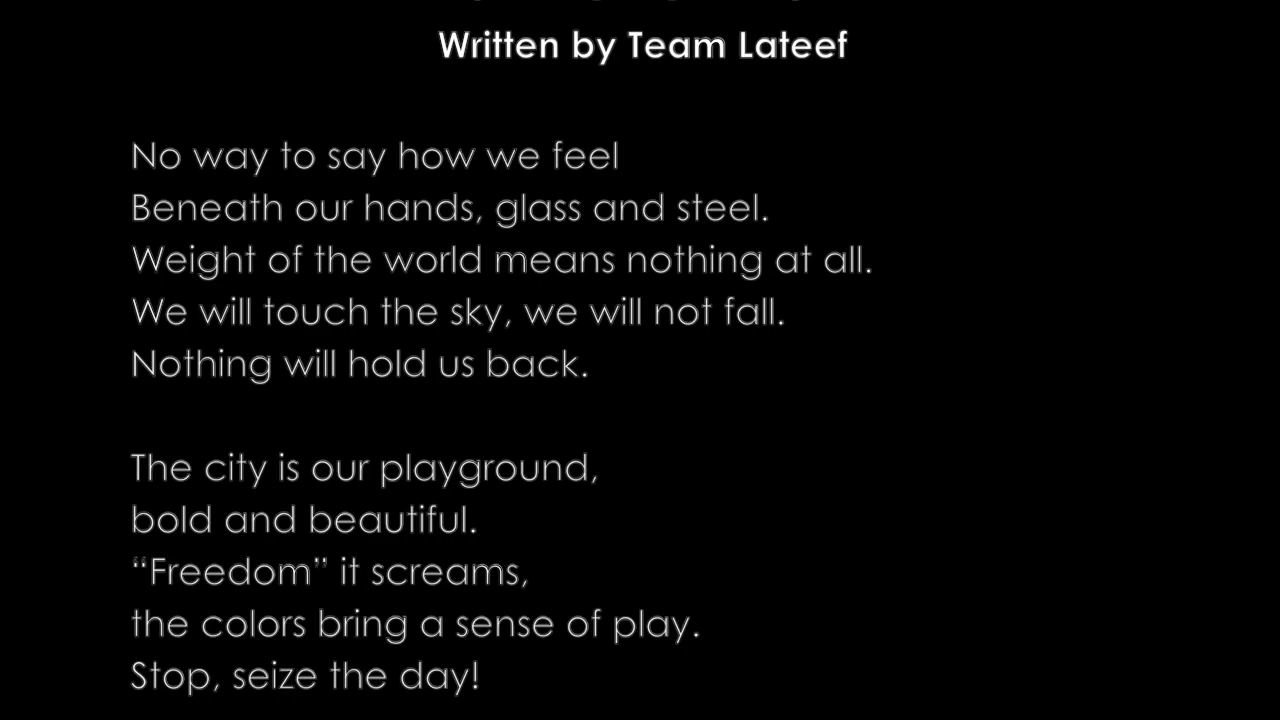 Written by Team Lateef
No way to say how we feel
Beneath our hands, glass and steel.
Weight of the world means nothing at all.
We will touch the sky, we will not fall.
Nothing will hold us back.
The city is our playground,
bold and beautiful.
“Freedom” it screams,
the colors bring a sense of play.
Stop, seize the day!